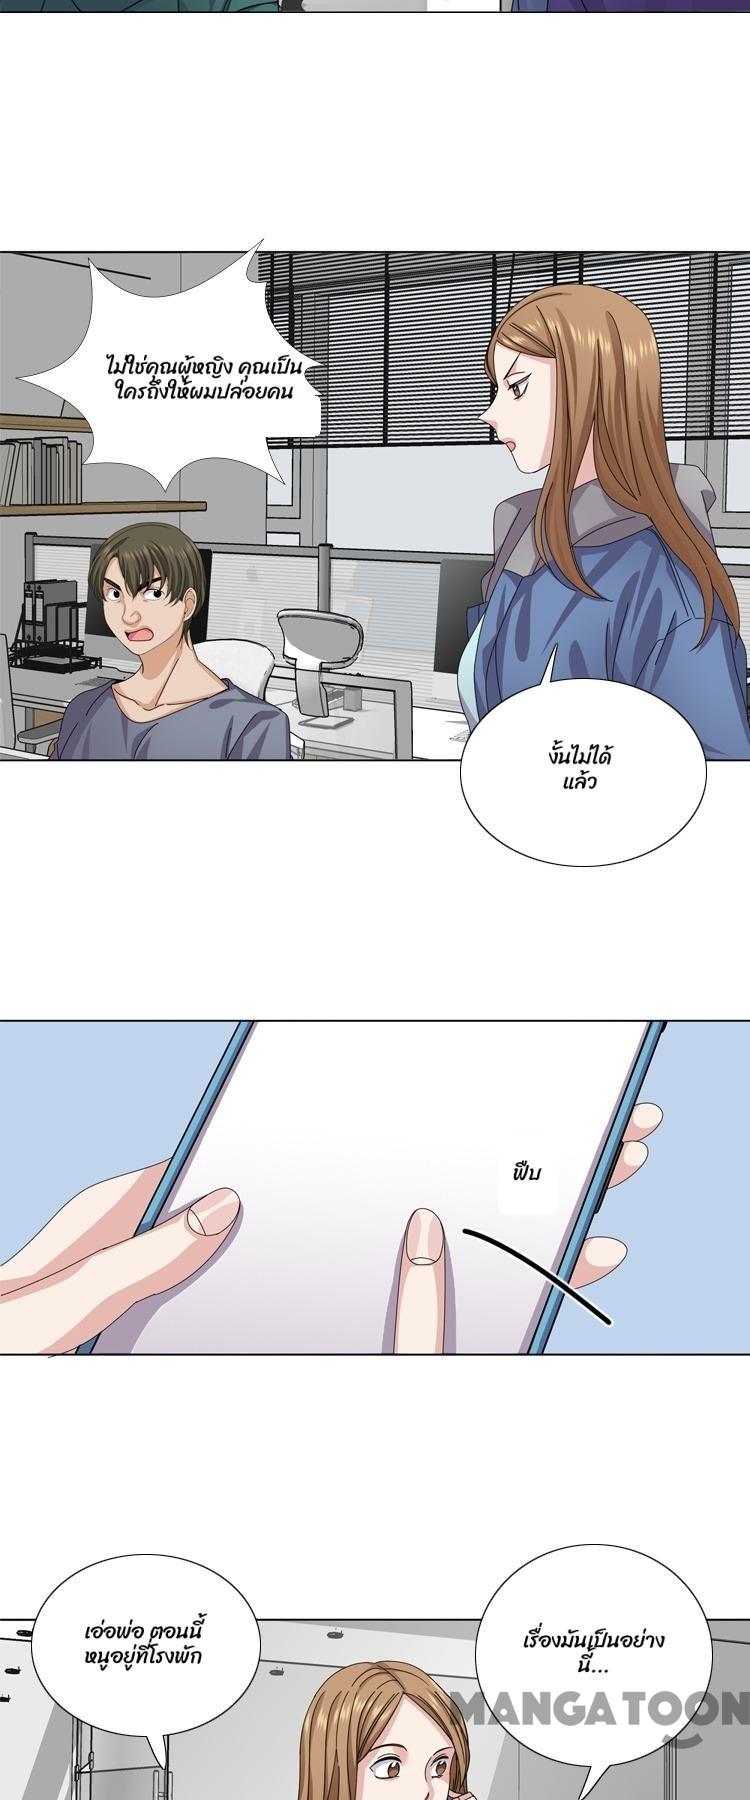 ไม่ใช่คุณผู้หญิง คุณเป็น
ใครถึงให้ผมปล่อยคน
งั้นไม่ได้
แล้ว
ฟืบ
เอ่อพ่อ ตอนนี้
หนูอยู่ที่โรงพัก
เรื่องมันเป็นอย่าง
นี้...
MANGATOON